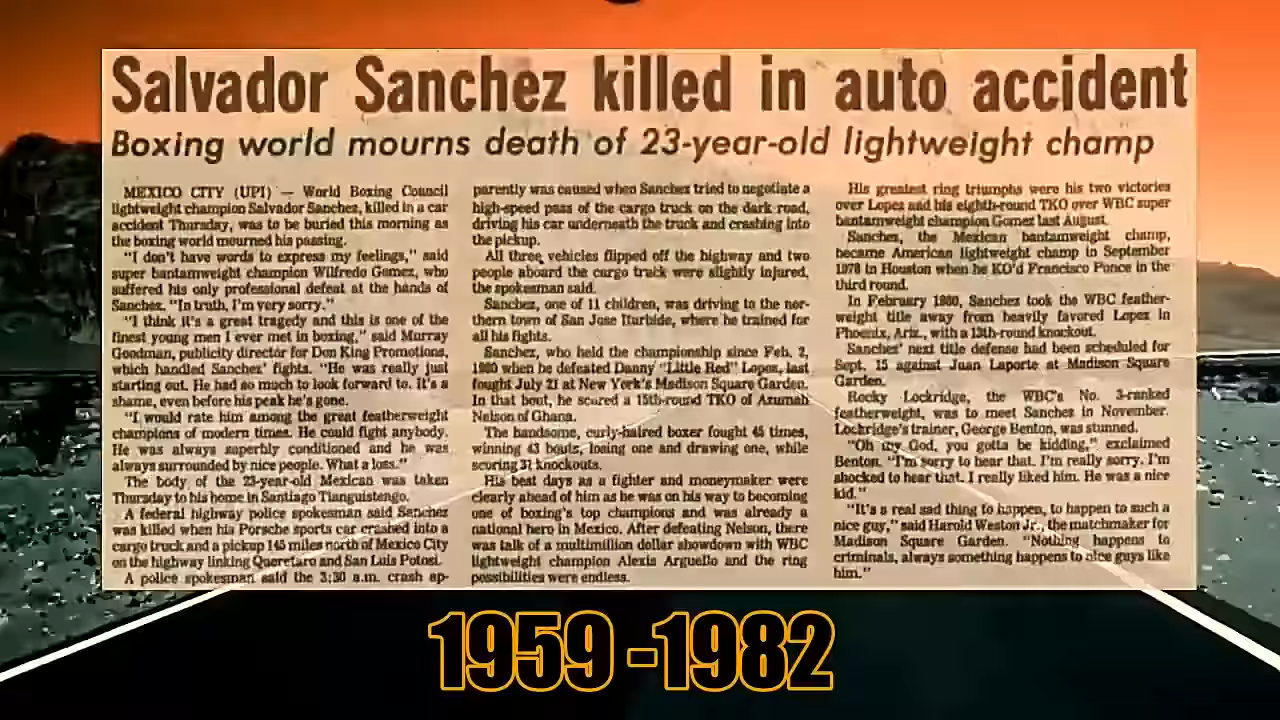 Salvador Sanchez killed in auto accident
Boxing world mourns death of 23-year-old lightweight champ
MEXICO CITY (UPI) — World Boxing Council
lightweight champion Salvador Sanchez, killed in a car
accident Thursday, was to be buried this morning as
the boxing world mourned his passing.
"I don't have words to express my feelings," said
super bantamweight champion Wilfredo Gomez, who
suffered his only professional defeat at the hands of
Sanchez. "In truth, I'm very sorry."
"I think it's a great tragedy and this is one of the
finest young men I ever met in boxing," said Murray
Goodman, publicity director for Don King Promotions,
which handled Sanchez' fights. "He was really just
starting out. He had so much to look forward to. It's a
shame, even before his peak he's gone.
"I would rate him among the great featherweight
champions of modern times. He could fight anybody.
He was always superbly conditioned and he was
always surrounded by nice people. What a loss."
The body of the 23-year-old Mexican was taken
Thursday to his home in Santiago Tianguistengo.
A federal highway police spokesman said Sanchez
was killed when his Porsche sports car crashed into a
cargo truck and a pickup 145 miles north of Mexico City
on the highway linking Queretaro and San Luis Potosi.
A police spokesman said the 3:30 a.m. crash ap-
parently was caused when Sanchez tried to negotiate a
high-speed pass of the cargo truck on the dark road,
driving his car underneath the truck and crashing into
the pickup.
All three vehicles flipped off the highway and two
people aboard the cargo truck were slightly injured,
the spokesman said.
Sanchez, one of 11 children, was driving to the nor-
thern town of San Jose Iturbide, where he trained for
all his fights.
Sanchez, who held the championship since Feb. 2,
1980 when he defeated Danny "Little Red" Lopez, last
fought July 21 at New York's Madison Square Garden.
In that bout, he scored a 15th-round TKO of Azumah
Nelson of Ghana.
The handsome, curly-haired boxer fought 45 times,
winning 43 bouts, losing one and drawing one, while
scoring 31 knockouts.
His best days as a fighter and moneymaker were
clearly ahead of him as he was on his way to becoming
one of boxing's top champions and was already a
national hero in Mexico. After defeating Nelson, there
was talk of a multimillion dollar showdown with WBC
lightweight champion Alexis Arguello and the ring
possibilities were endless.
His greatest ring triumphs were his two victories
over Lopez and his eighth-round TKO over WBC super
bantamweight champion Gomez last August.
Sanchez, the Mexican bantamweight champ,
became American lightweight champ in September
1978 in Houston when he KO'd Francisco Ponce in the
third round.
In February 1980, Sanchez took the WBC feather-
weight title away from heavily favored Lopez in
Phoenix, Ariz., with a 13th-round knockout.
Sanchez' next title defense had been scheduled for
Sept. 15 against Juan Laporte at Madison Square
Garden.
Rocky Lockridge, the WBC's No. 3-ranked
featherweight, was to meet Sanchez in November.
Lockridge's trainer, George Benton, was stunned.
"Oh my God, you gotta be kidding," exclaimed
Benton. "I'm sorry to hear that. I'm really sorry. I'm
shocked to hear that. I really liked him. He was a nice
kid."
"It's a real sad thing to happen, to happen to such a
nice guy," said Harold Weston Jr., the matchmaker for
Madison Square Garden. "Nothing happens to
criminals, always something happens to nice guys like
him."
1959 -1982